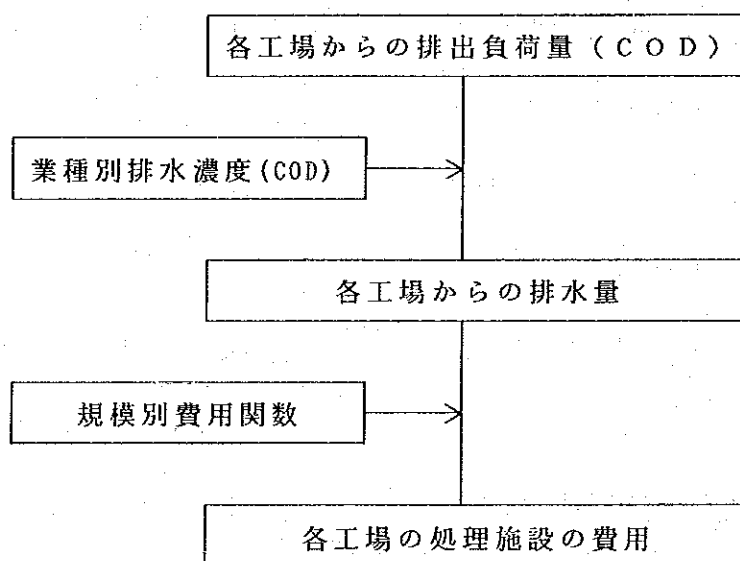 各工場からの排出負荷量（ＣＯＤ）
業種別排水濃度(COD)
各工場からの排水量
規模別費用関数
各工場の処理施設の費用